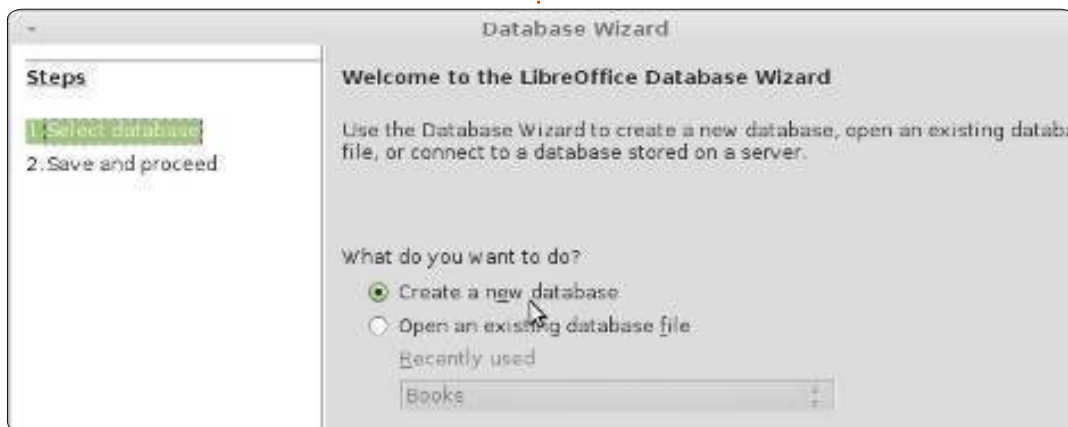 Database Wizard
Steps
1.Select database
2.Save and proceed
Welcome to the LibreOffice Database Wizard
Use the Database Wizard to create a new database, open an existing databa
file, or connect to a database stored on a server.
What do you want to do?
Create a new database
Open an existing database file
Recently used
Books